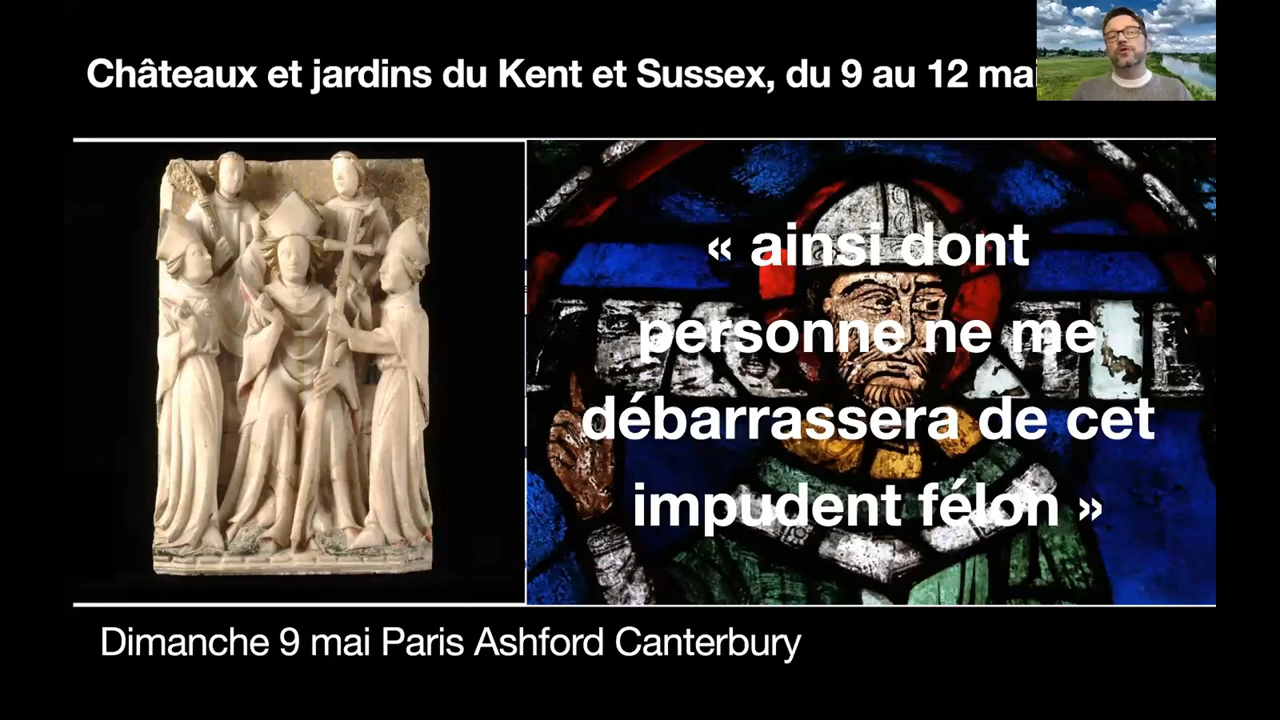 Châteaux et jardins du Kent et Sussex, du 9 au 12 mai
« ainsi dont
personne ne me
débarrassera de cet
impudent félon »
Dimanche 9 mai Paris Ashford Canterbury